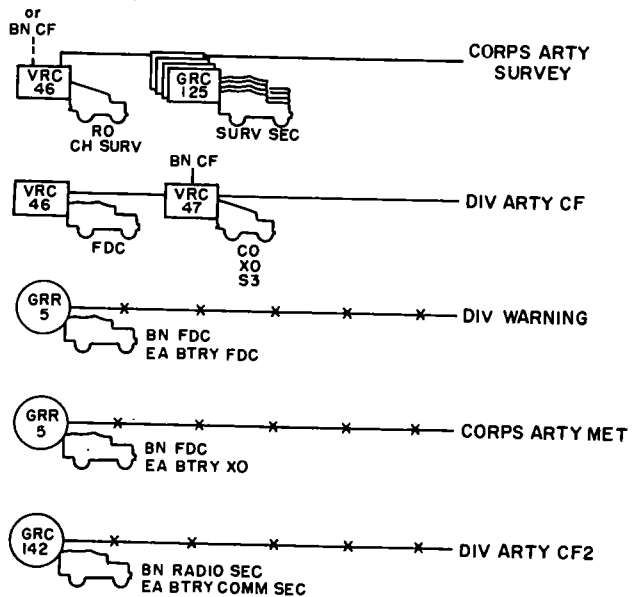 or
BN CF
VRC
46
RO
CH SURV
GRC
125
SURV SEC
CORPS ARTY
SURVEY
BN CF
VRC
46
FDC
VRC
47
CO
XO
S3
DIV ARTY CF
GRR
5
BN FDC
EA BTRY FDC
DIV WARNING
GRR
5
BN FDC
EA BTRY XO
CORPS ARTY MET
GRC
142
BN RADIO SEC
EA BTRY COMM SEC
DIV ARTY CF2